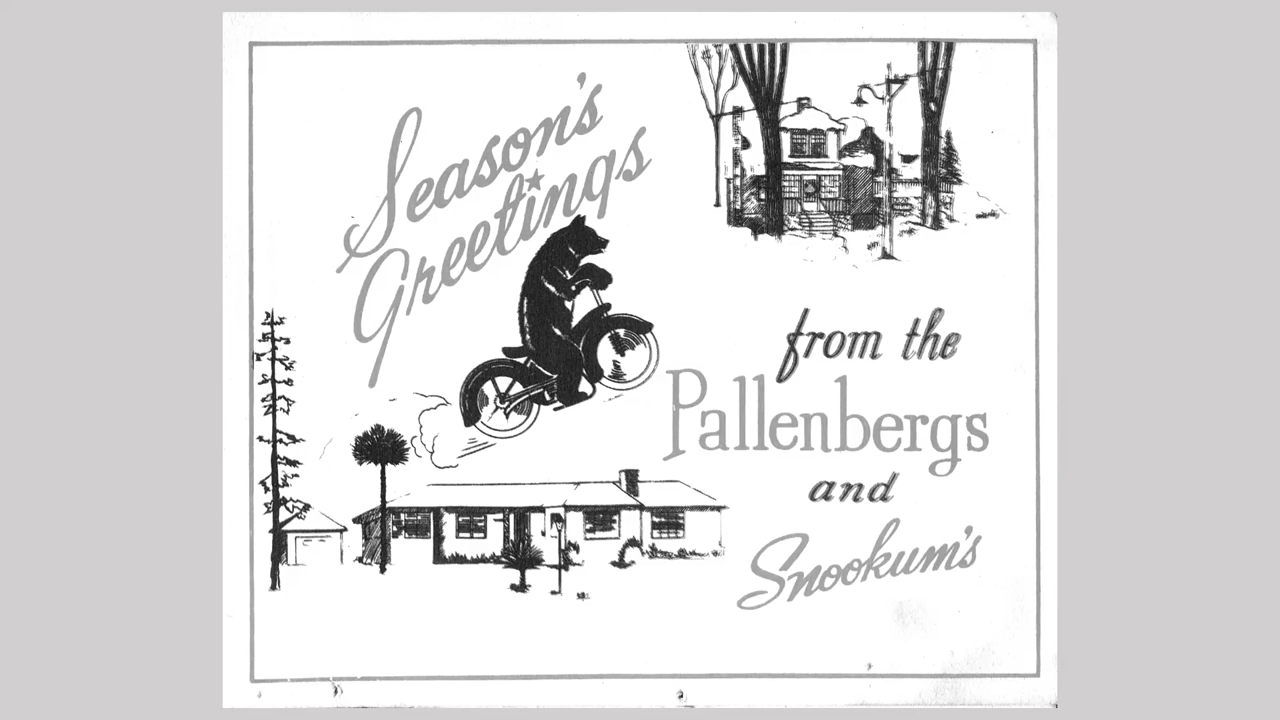 Season's
Greetings
from the
Pallenbergs
and
Snookum's